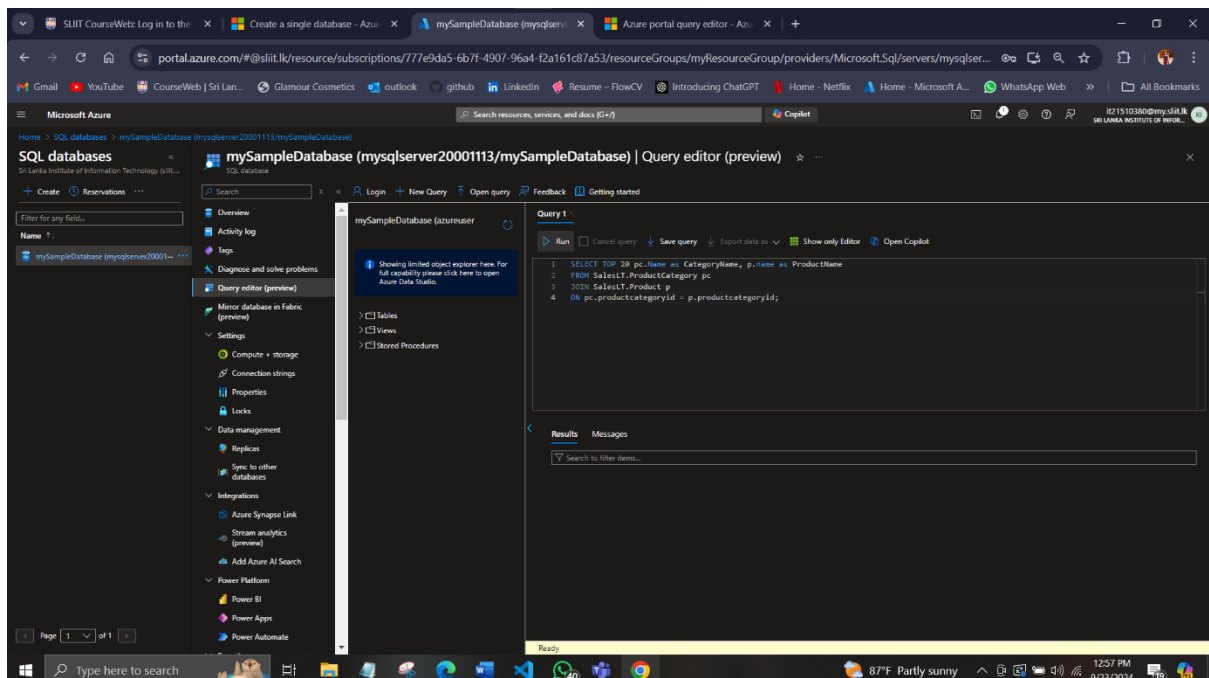 SLIIT CourseWeb: Log in to the
Create a single database - Azur
mySampleDatabase (mysqlserve
Azure portal query editor - Azu
portal.azure.com/#@sliit.lk/resource/subscriptions/777e9da5-6b7f-4907-96a4-f2a161c87a53/resourceGroups/myResourceGroup/providers/Microsoft.Sql/servers/mysqlser...
Gmail YouTube CourseWeb | Sri Lan... Glamour Cosmetics outlook github LinkedIn Resume – FlowCV Introducing ChatGPT Home - Netflix Home - Microsoft A... WhatsApp Web » All Bookmarks
Microsoft Azure
Search resources, services, and docs (G+/)
Copilot
it21510380@my.sliit.lk
SRI LANKA INSTITUTE OF INFOR...
KI
Home > SQL databases > mySampleDatabase (mysqlserver20001113/mySampleDatabase)
SQL databases
Sri Lanka Institute of Information Technology (sliit....
+ Create Reservations ...
Filter for any field...
Name ↑
mySampleDatabase (mysqlserver20001— ...
Page 1 of 1
mySampleDatabase (mysqlserver20001113/mySampleDatabase) | Query editor (preview)
SQL database
Search
Overview
Activity log
Tags
Diagnose and solve problems
Query editor (preview)
Mirror database in Fabric
(preview)
Settings
Compute + storage
Connection strings
Properties
Locks
Data management
Replicas
Sync to other
databases
Integrations
Azure Synapse Link
Stream analytics
(preview)
Add Azure AI Search
Power Platform
Power BI
Power Apps
Power Automate
Login + New Query Open query Feedback Getting started
mySampleDatabase (azureuser
Showing limited object explorer here. For
full capability please click here to open
Azure Data Studio.
Tables
Views
Stored Procedures
Query 1
Run Cancel query Save query Export data as Show only Editor Open Copilot
1 SELECT TOP 20 pc.Name as CategoryName, p.name as ProductName
2 FROM SalesLT.ProductCategory pc
3 JOIN SalesLT.Product p
4 ON pc.productcategoryid = p.productcategoryid;
Results Messages
Search to filter items...
Ready
Type here to search
87°F Partly sunny
12:57 PM
9/23/2024